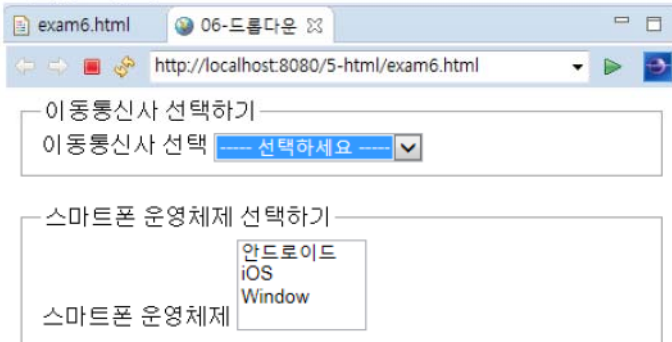 exam6.html
06-드롭다운
http://localhost:8080/5-html/exam6.html
이동통신사 선택하기
이동통신사 선택 ----- 선택하세요 -----
스마트폰 운영체제 선택하기
안드로이드
iOS
Window
스마트폰 운영체제